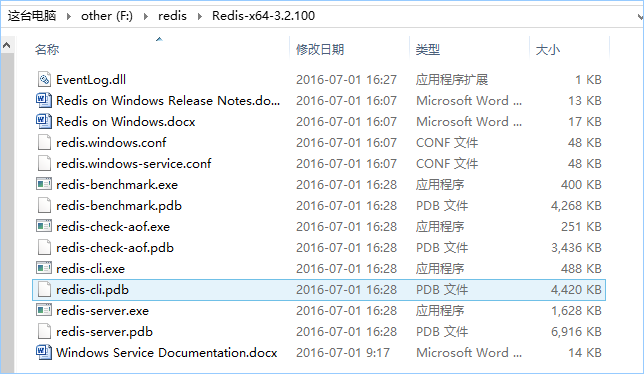 这台电脑 › other (F:) › redis › Redis-x64-3.2.100
名称 修改日期 类型 大小
EventLog.dll 2016-07-01 16:27 应用程序扩展 1 KB
Redis on Windows Release Notes.do... 2016-07-01 16:07 Microsoft Word ... 13 KB
Redis on Windows.docx 2016-07-01 16:07 Microsoft Word ... 17 KB
redis.windows.conf 2016-07-01 16:07 CONF 文件 48 KB
redis.windows-service.conf 2016-07-01 16:07 CONF 文件 48 KB
redis-benchmark.exe 2016-07-01 16:28 应用程序 400 KB
redis-benchmark.pdb 2016-07-01 16:28 PDB 文件 4,268 KB
redis-check-aof.exe 2016-07-01 16:28 应用程序 251 KB
redis-check-aof.pdb 2016-07-01 16:28 PDB 文件 3,436 KB
redis-cli.exe 2016-07-01 16:28 应用程序 488 KB
redis-cli.pdb 2016-07-01 16:28 PDB 文件 4,420 KB
redis-server.exe 2016-07-01 16:28 应用程序 1,628 KB
redis-server.pdb 2016-07-01 16:28 PDB 文件 6,916 KB
Windows Service Documentation.docx 2016-07-01 9:17 Microsoft Word ... 14 KB